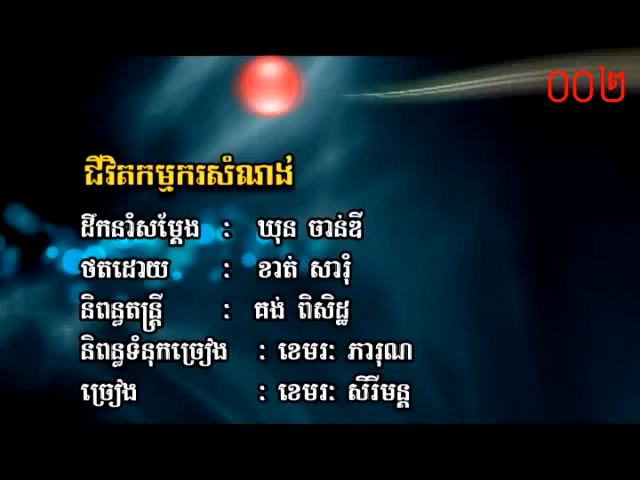 ០០២
ជីវិតកម្មករសំណង់
ដឹកនាំសម្តែង : ឃុន ចាន់ឌី
ថតដោយ : ខាត់ សារុំ
និពន្ធតន្ត្រី : គង់ ពិសិដ្ឋ
និពន្ធទំនុកច្រៀង : ខេមរៈ ភារុណ
ច្រៀង : ខេមរៈ សិរីមន្ត